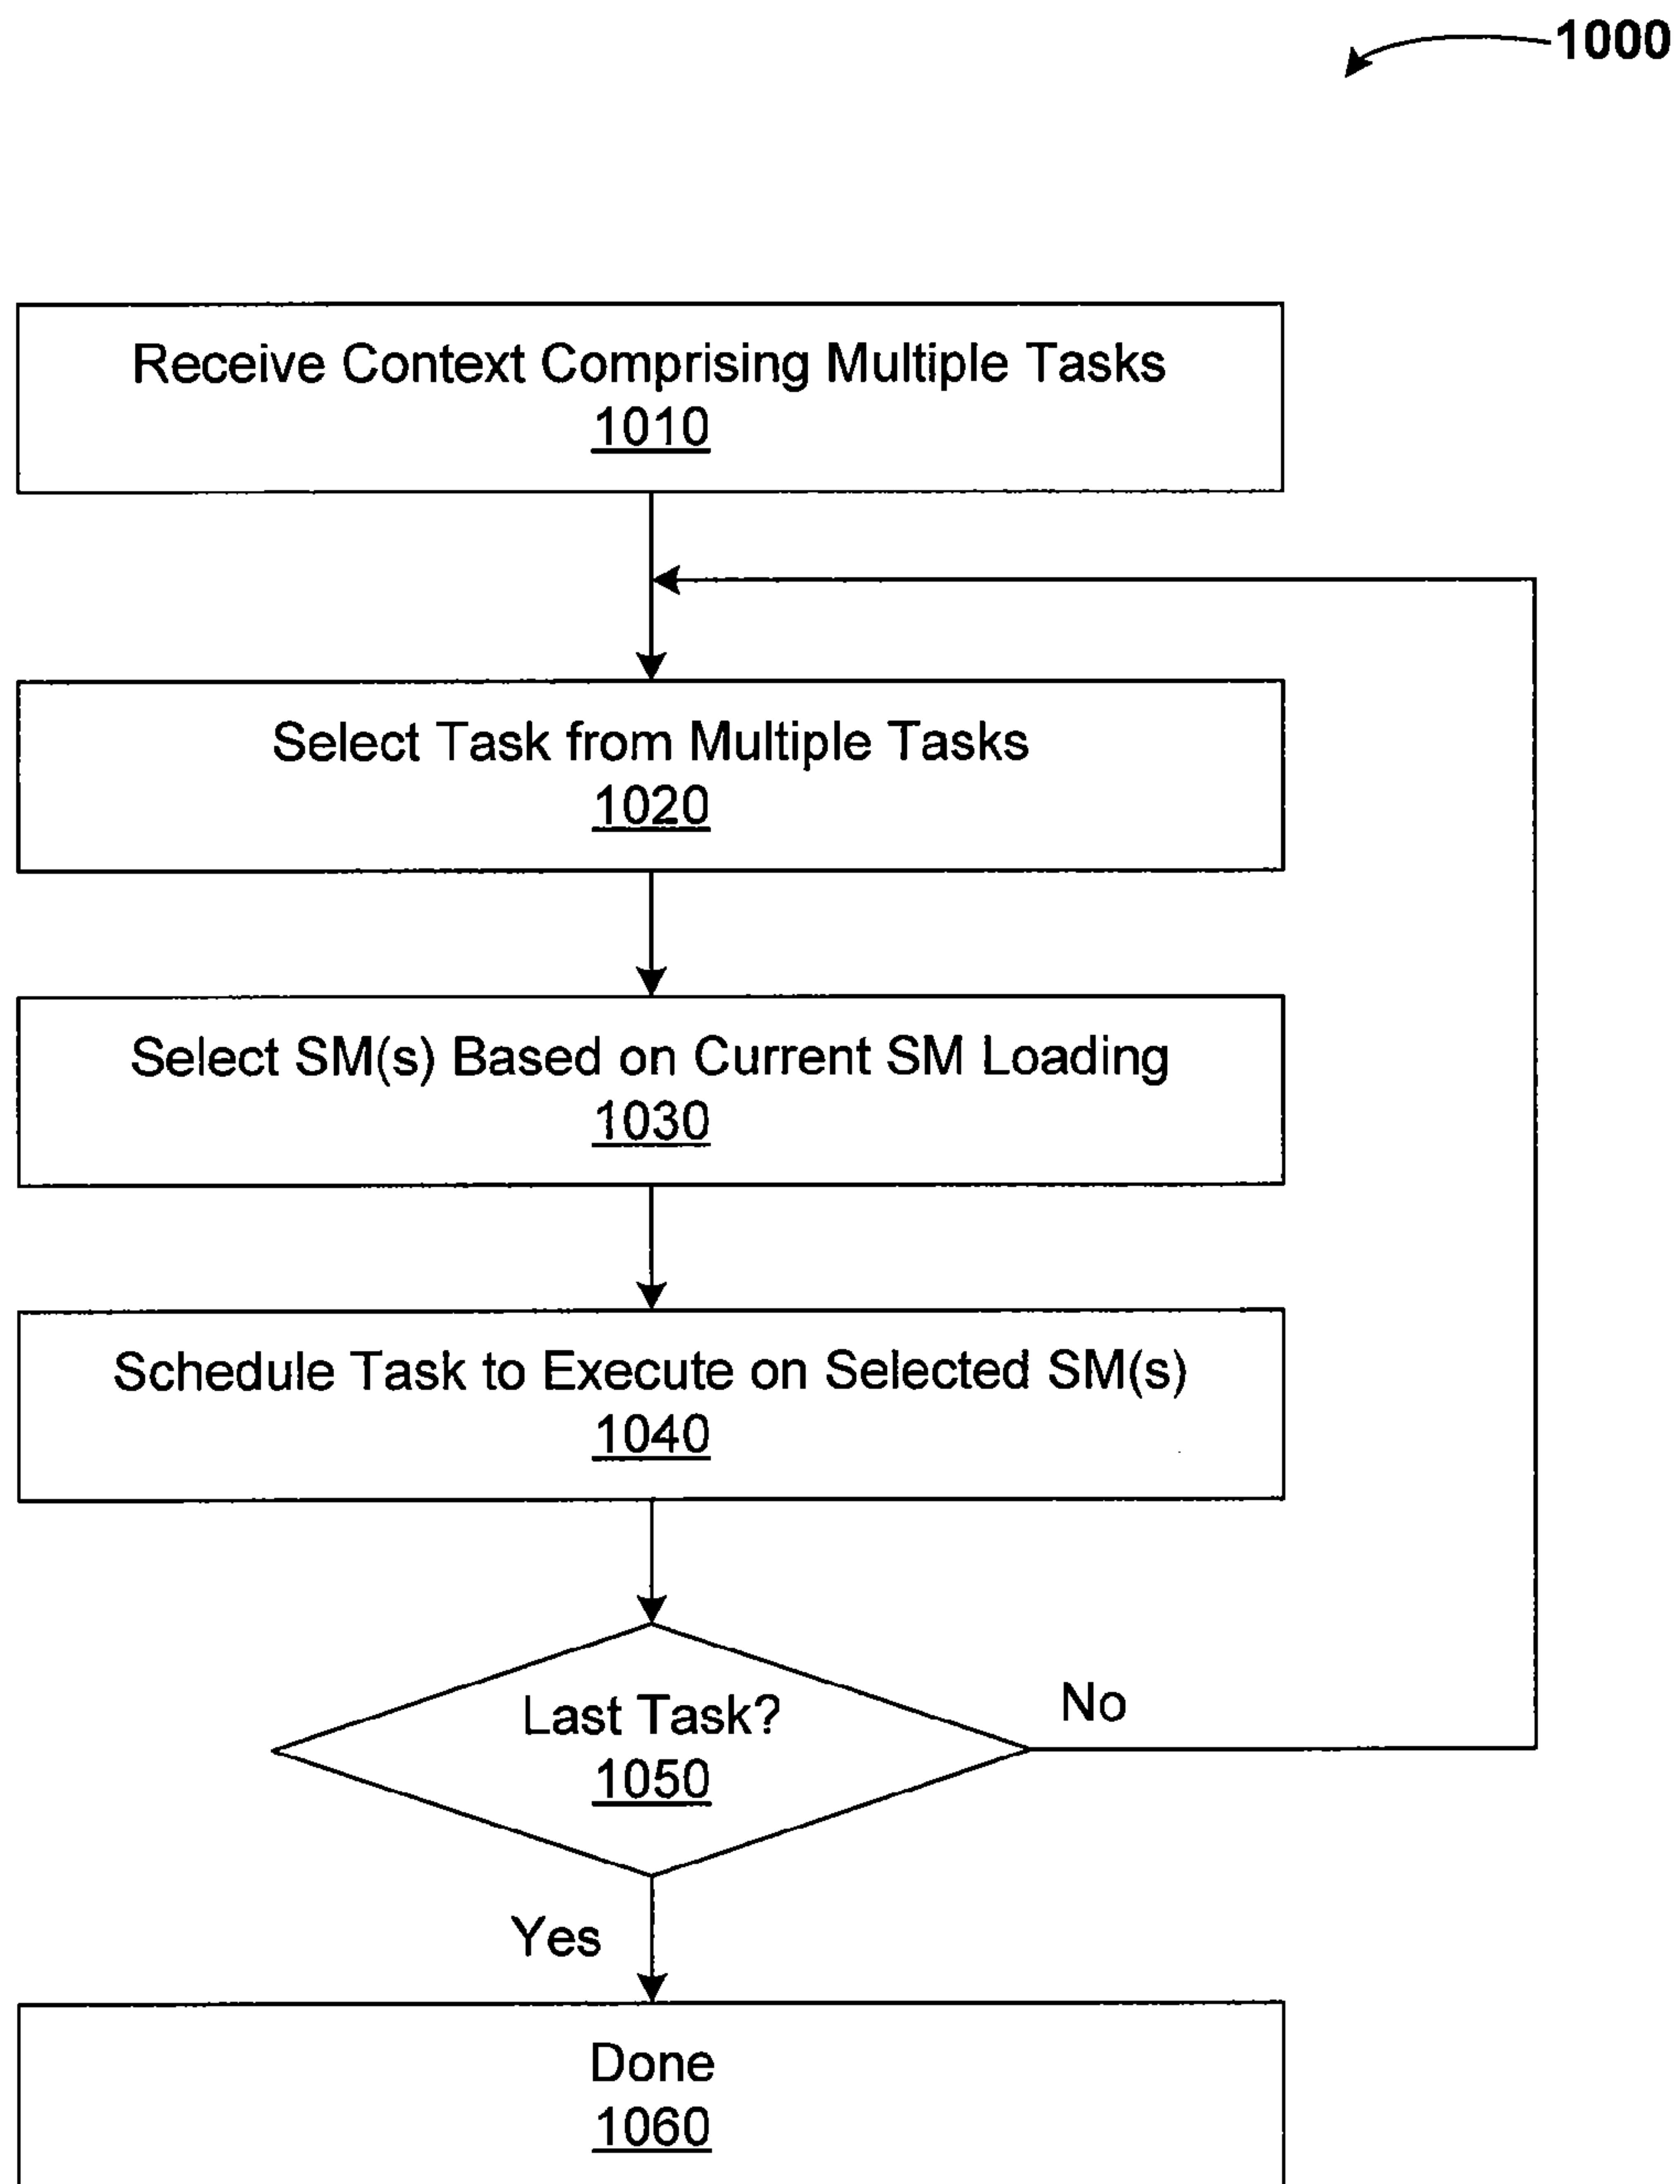 1000
Receive Context Comprising Multiple Tasks
1010
Select Task from Multiple Tasks
1020
Select SM(s) Based on Current SM Loading
1030
Schedule Task to Execute on Selected SM(s)
1040
Last Task?
1050
No
Yes
Done
1060